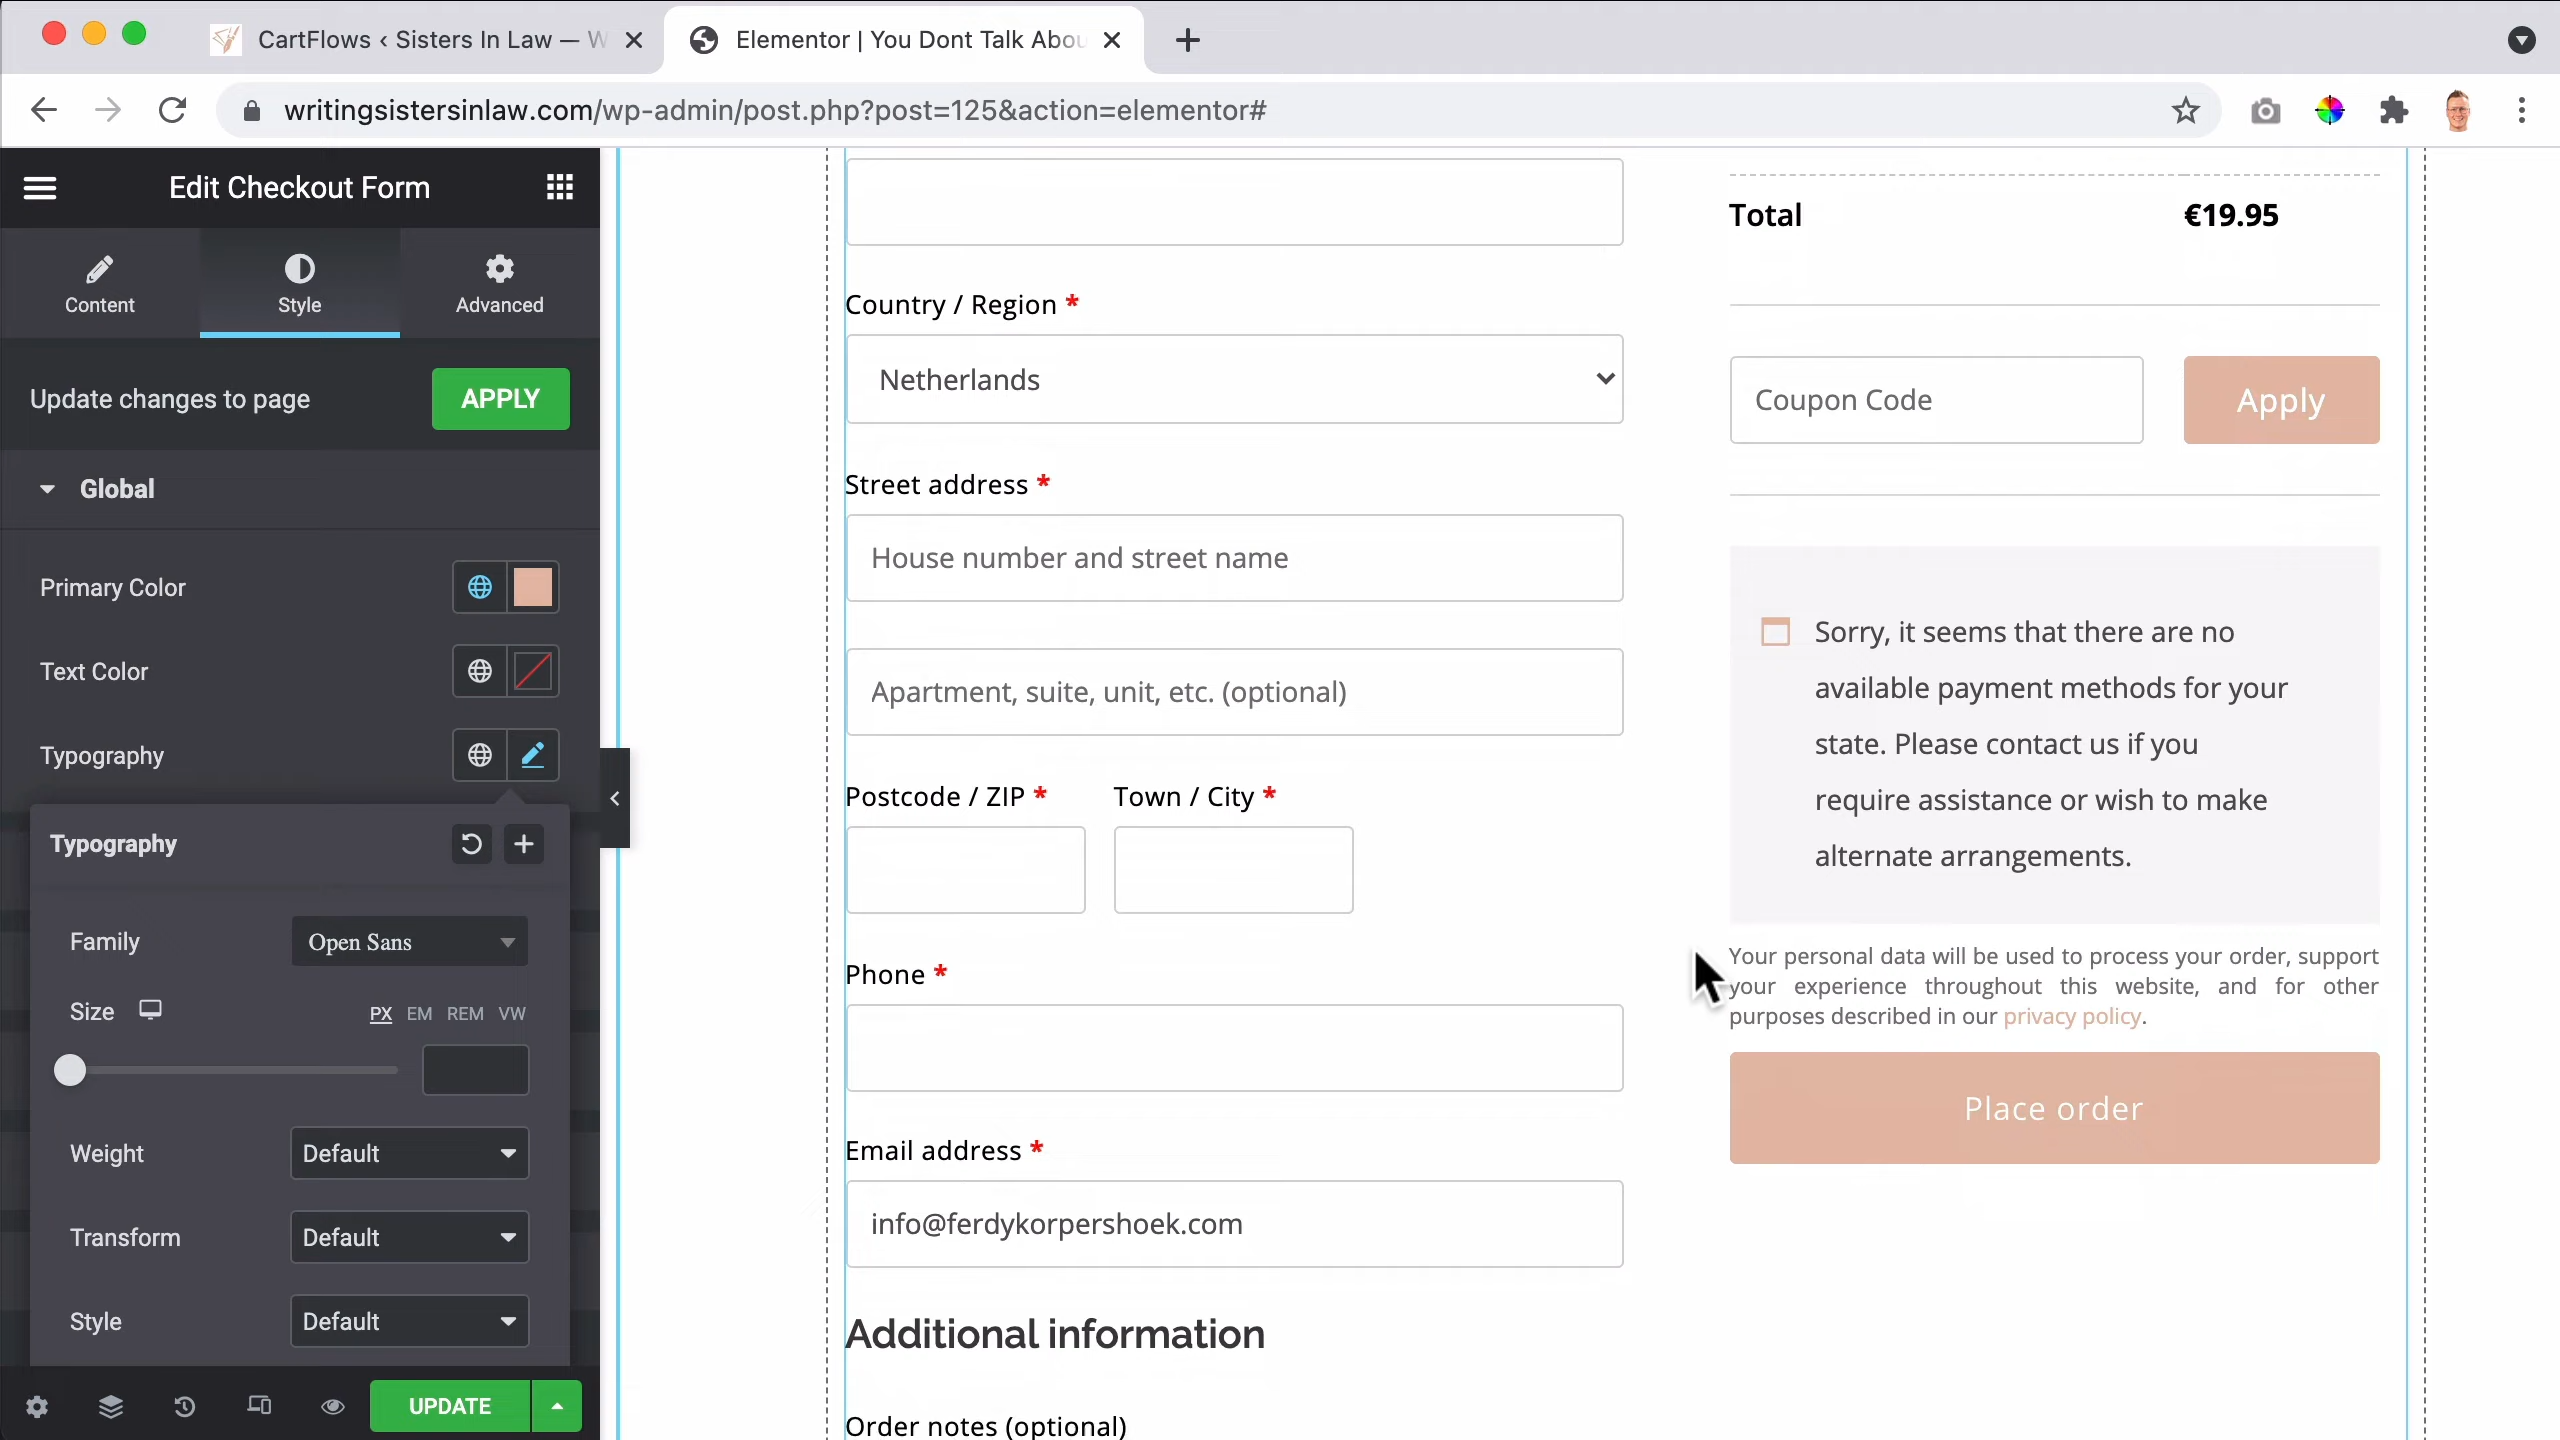 CartFlows ‹ Sisters In Law — W
Elementor | You Dont Talk Abou
writingsistersinlaw.com/wp-admin/post.php?post=125&action=elementor#
Edit Checkout Form
Content
Style
Advanced
Update changes to page
APPLY
Global
Primary Color
Text Color
Typography
Typography
Family
Open Sans
Size
PX EM REM VW
Weight
Default
Transform
Default
Style
Default
UPDATE
Country / Region *
Netherlands
Street address *
House number and street name
Apartment, suite, unit, etc. (optional)
Postcode / ZIP *
Town / City *
Phone *
Email address *
info@ferdykorpershoek.com
Additional information
Order notes (optional)
Total
€19.95
Coupon Code
Apply
Sorry, it seems that there are no
available payment methods for your
state. Please contact us if you
require assistance or wish to make
alternate arrangements.
Your personal data will be used to process your order, support
your experience throughout this website, and for other
purposes described in our privacy policy.
Place order